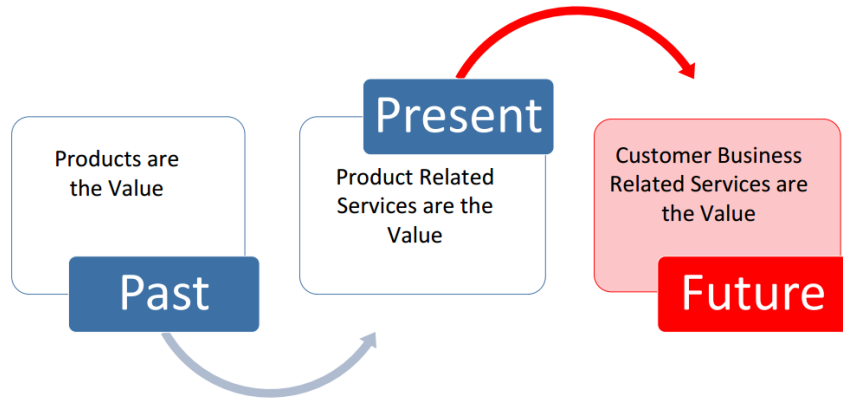 Products are
the Value
Past
Present
Product Related
Services are the
Value
Customer Business
Related Services are
the Value
Future